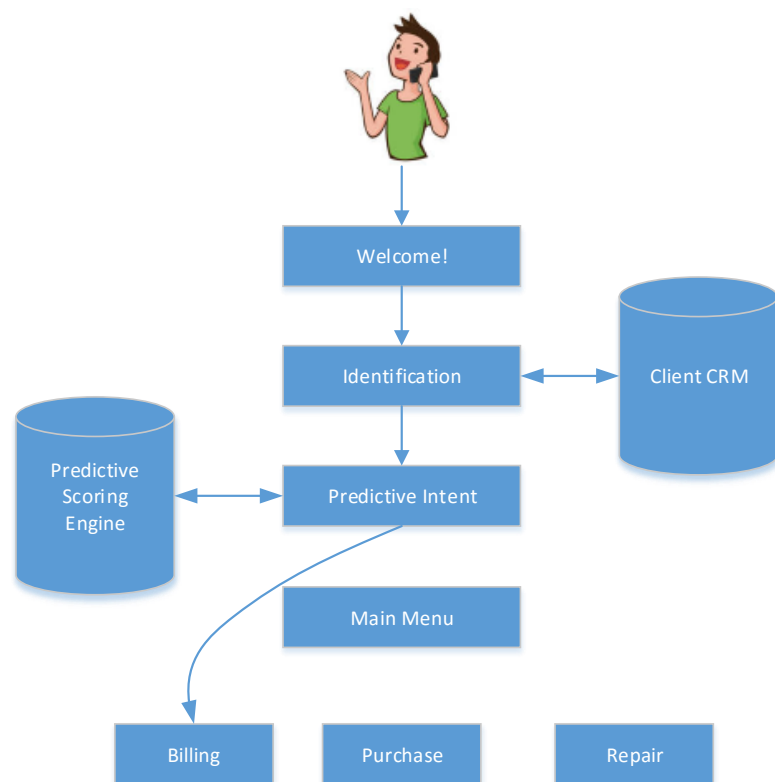 Welcome!
Identification
Client CRM
Predictive
Scoring
Engine
Predictive Intent
Main Menu
Billing
Purchase
Repair